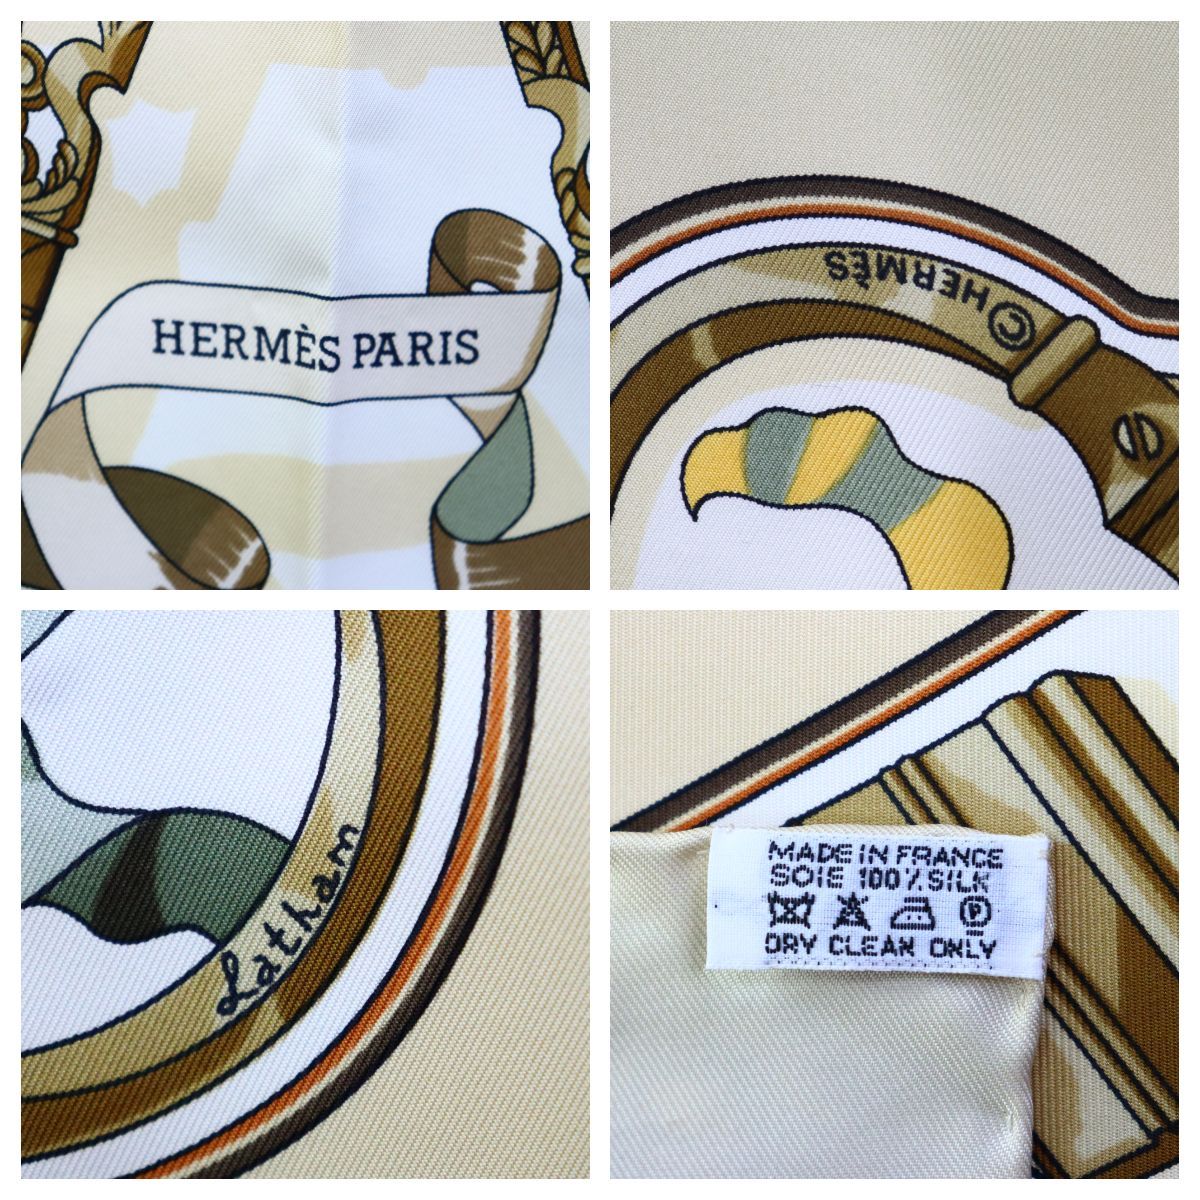 HERMÈS PARIS
©HERMÈS
Latham
MADE IN FRANCE
SOIE 100% SILK
P
DRY CLEAN ONLY